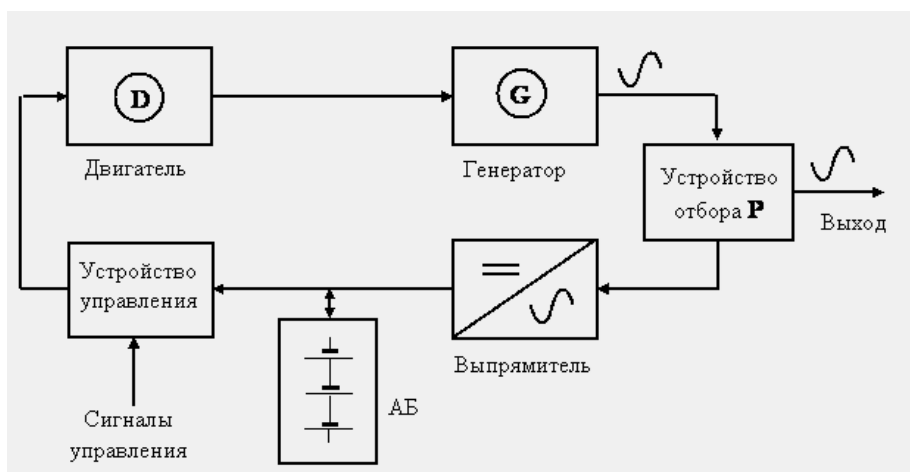 D
Двигатель
G
Генератор
Устройство
отбора P
Выход
Устройство
управления
Выпрямитель
АБ
Сигналы
управления